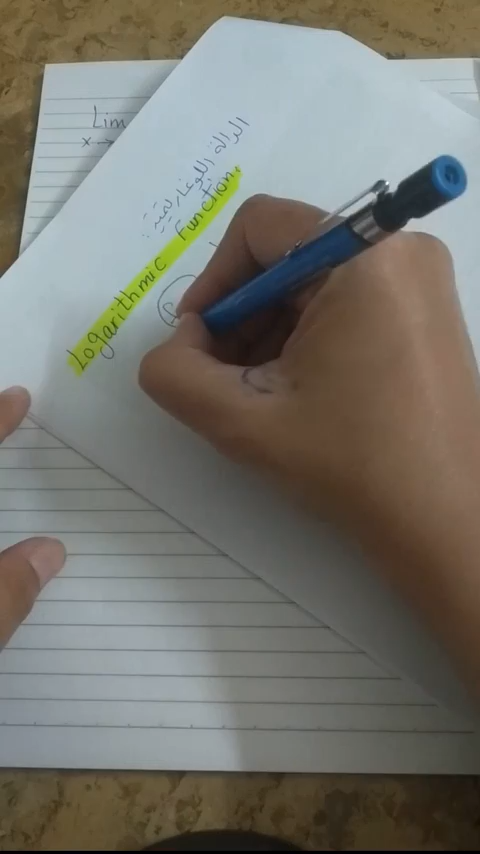 الدالة اللوغاريتمية :
Logarithmic Function.
Lim
x →